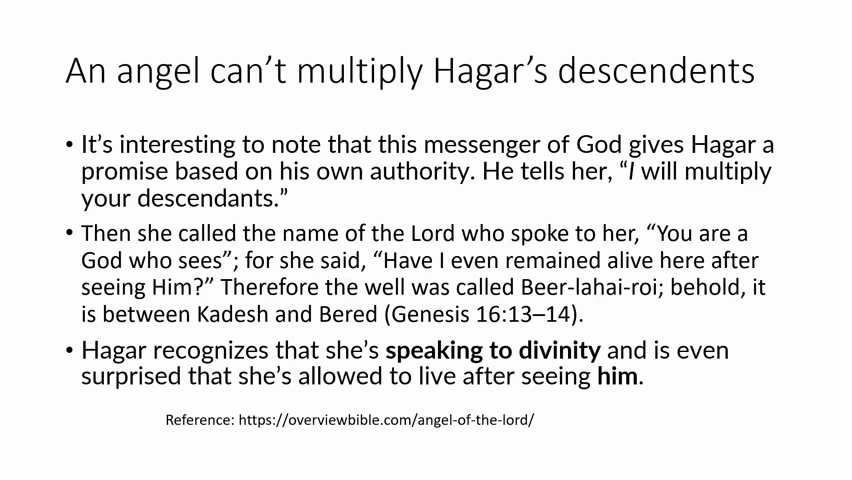 An angel can’t multiply Hagar’s descendents
• It’s interesting to note that this messenger of God gives Hagar a
promise based on his own authority. He tells her, “I will multiply
your descendants.”
• Then she called the name of the Lord who spoke to her, “You are a
God who sees”; for she said, “Have I even remained alive here after
seeing Him?” Therefore the well was called Beer-lahai-roi; behold, it
is between Kadesh and Bered (Genesis 16:13–14).
• Hagar recognizes that she’s speaking to divinity and is even
surprised that she’s allowed to live after seeing him.
Reference: https://overviewbible.com/angel-of-the-lord/